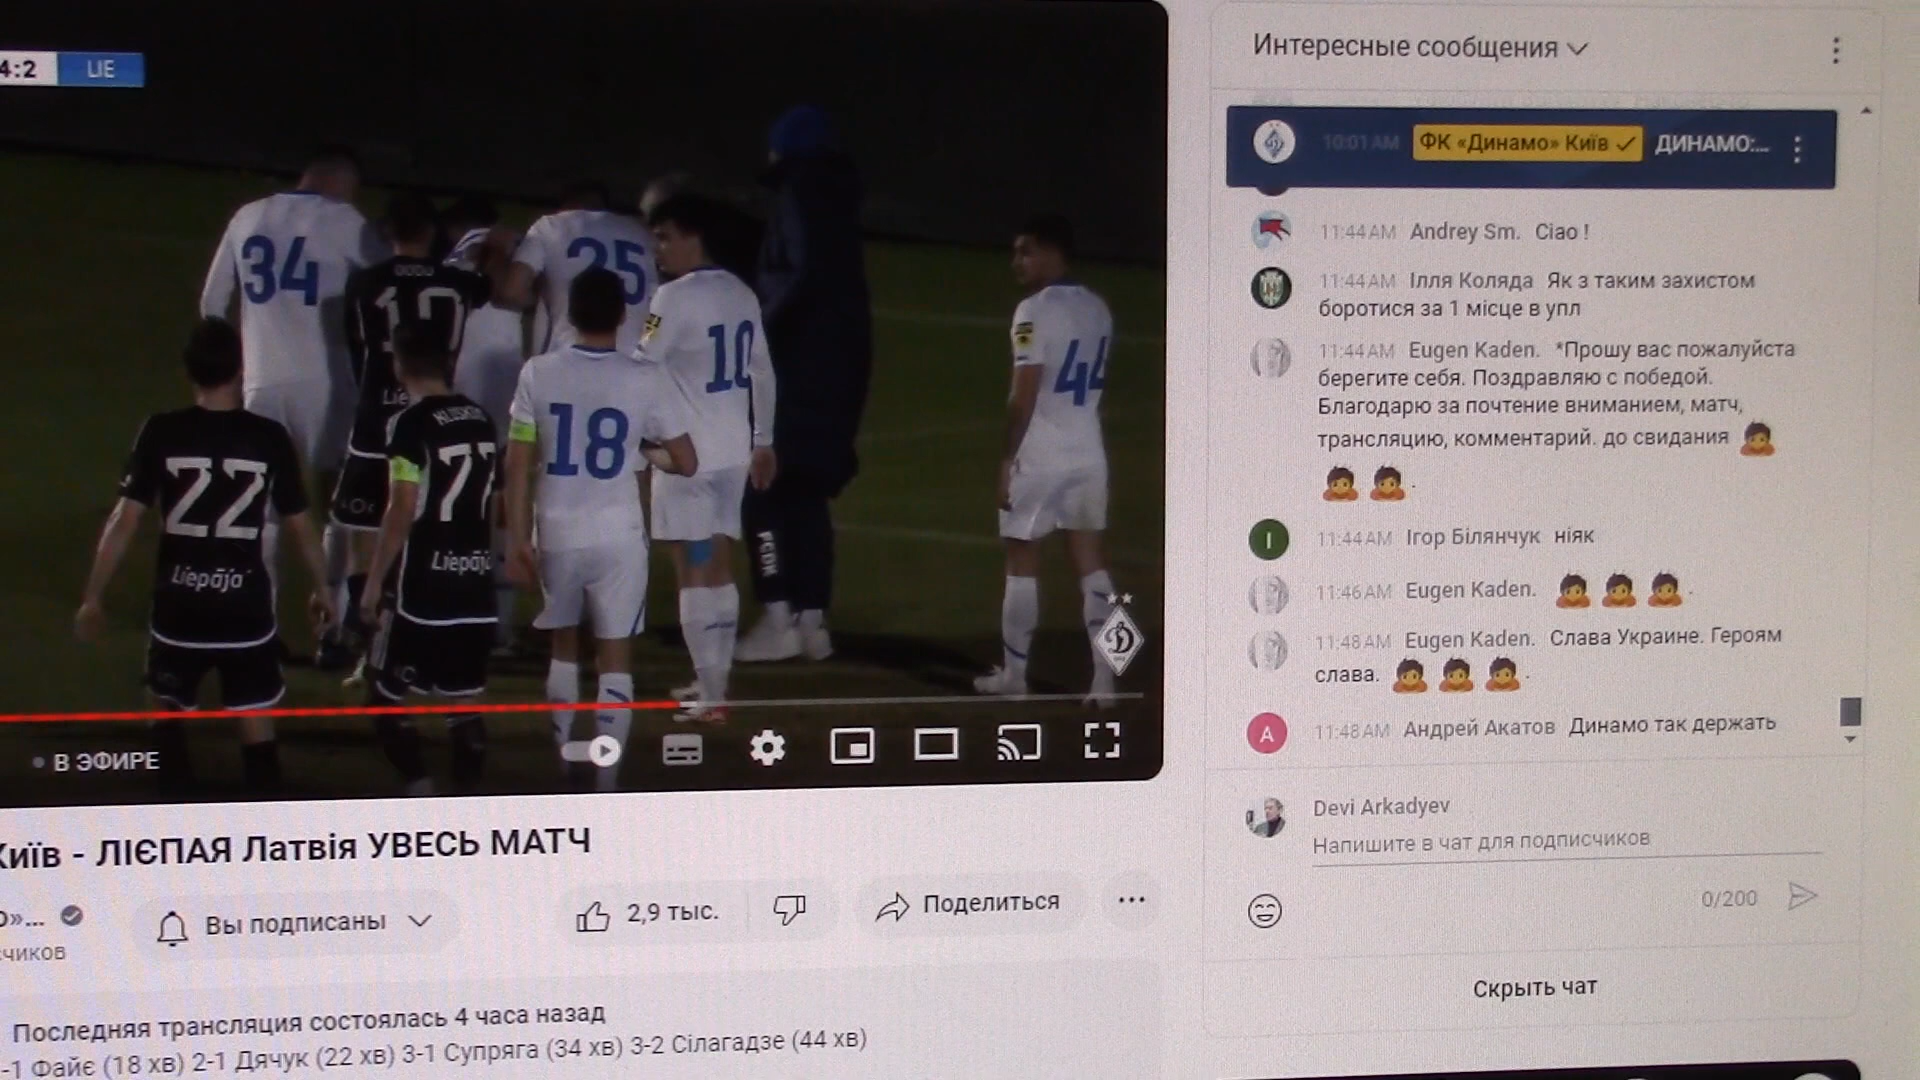 4:2 LIE
34
25
10
10
44
18
22
77
Liepāja
Liepāja
FCDK
В ЭФИРЕ
Київ - ЛІЄПАЯ Латвія УВЕСЬ МАТЧ
Вы подписаны
2,9 тыс.
Поделиться
Последняя трансляция состоялась 4 часа назад
-1 Файє (18 хв) 2-1 Дячук (22 хв) 3-1 Супряга (34 хв) 3-2 Сілагадзе (44 хв)
Интересные сообщения
10:01 AM ФК «Динамо» Київ ДИНАМО:...
11:44 AM Andrey Sm. Ciao !
11:44 AM Ілля Коляда Як з таким захистом
боротися за 1 місце в упл
11:44 AM Eugen Kaden. *Прошу вас пожалуйста
берегите себя. Поздравляю с победой.
Благодарю за почтение вниманием, матч,
трансляцию, комментарий. до свидания
.
І 11:44 AM Ігор Білянчук ніяк
11:46 AM Eugen Kaden. .
11:48 AM Eugen Kaden. Слава Украине. Героям
слава. .
А 11:48 AM Андрей Акатов Динамо так держать
Devi Arkadyev
Напишите в чат для подписчиков
0/200
Скрыть чат